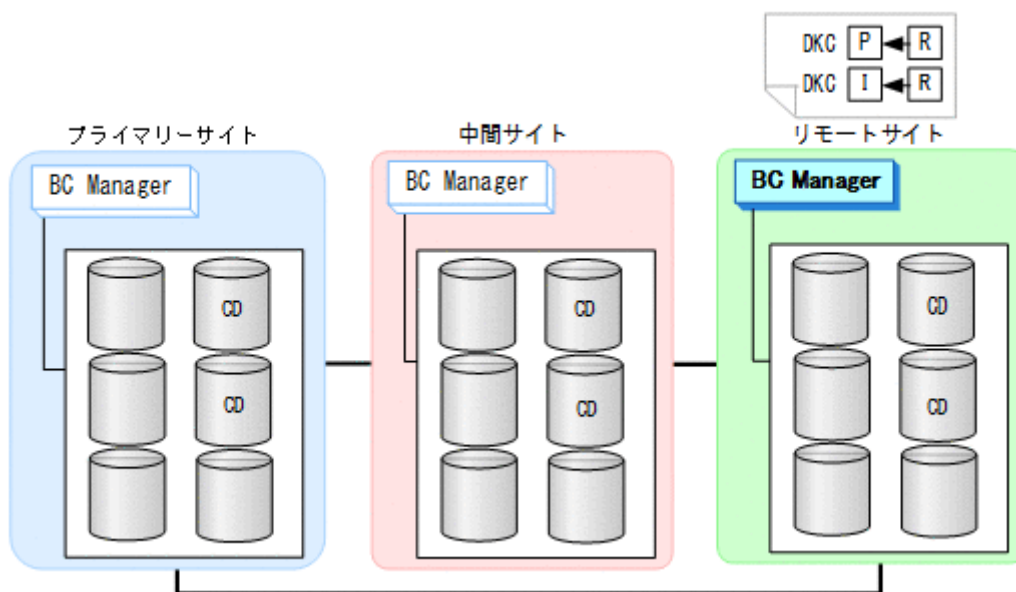 DKC P R
DKC I R
プライマリーサイト 中間サイト リモートサイト
BC Manager BC Manager BC Manager
CD CD CD
CD CD CD